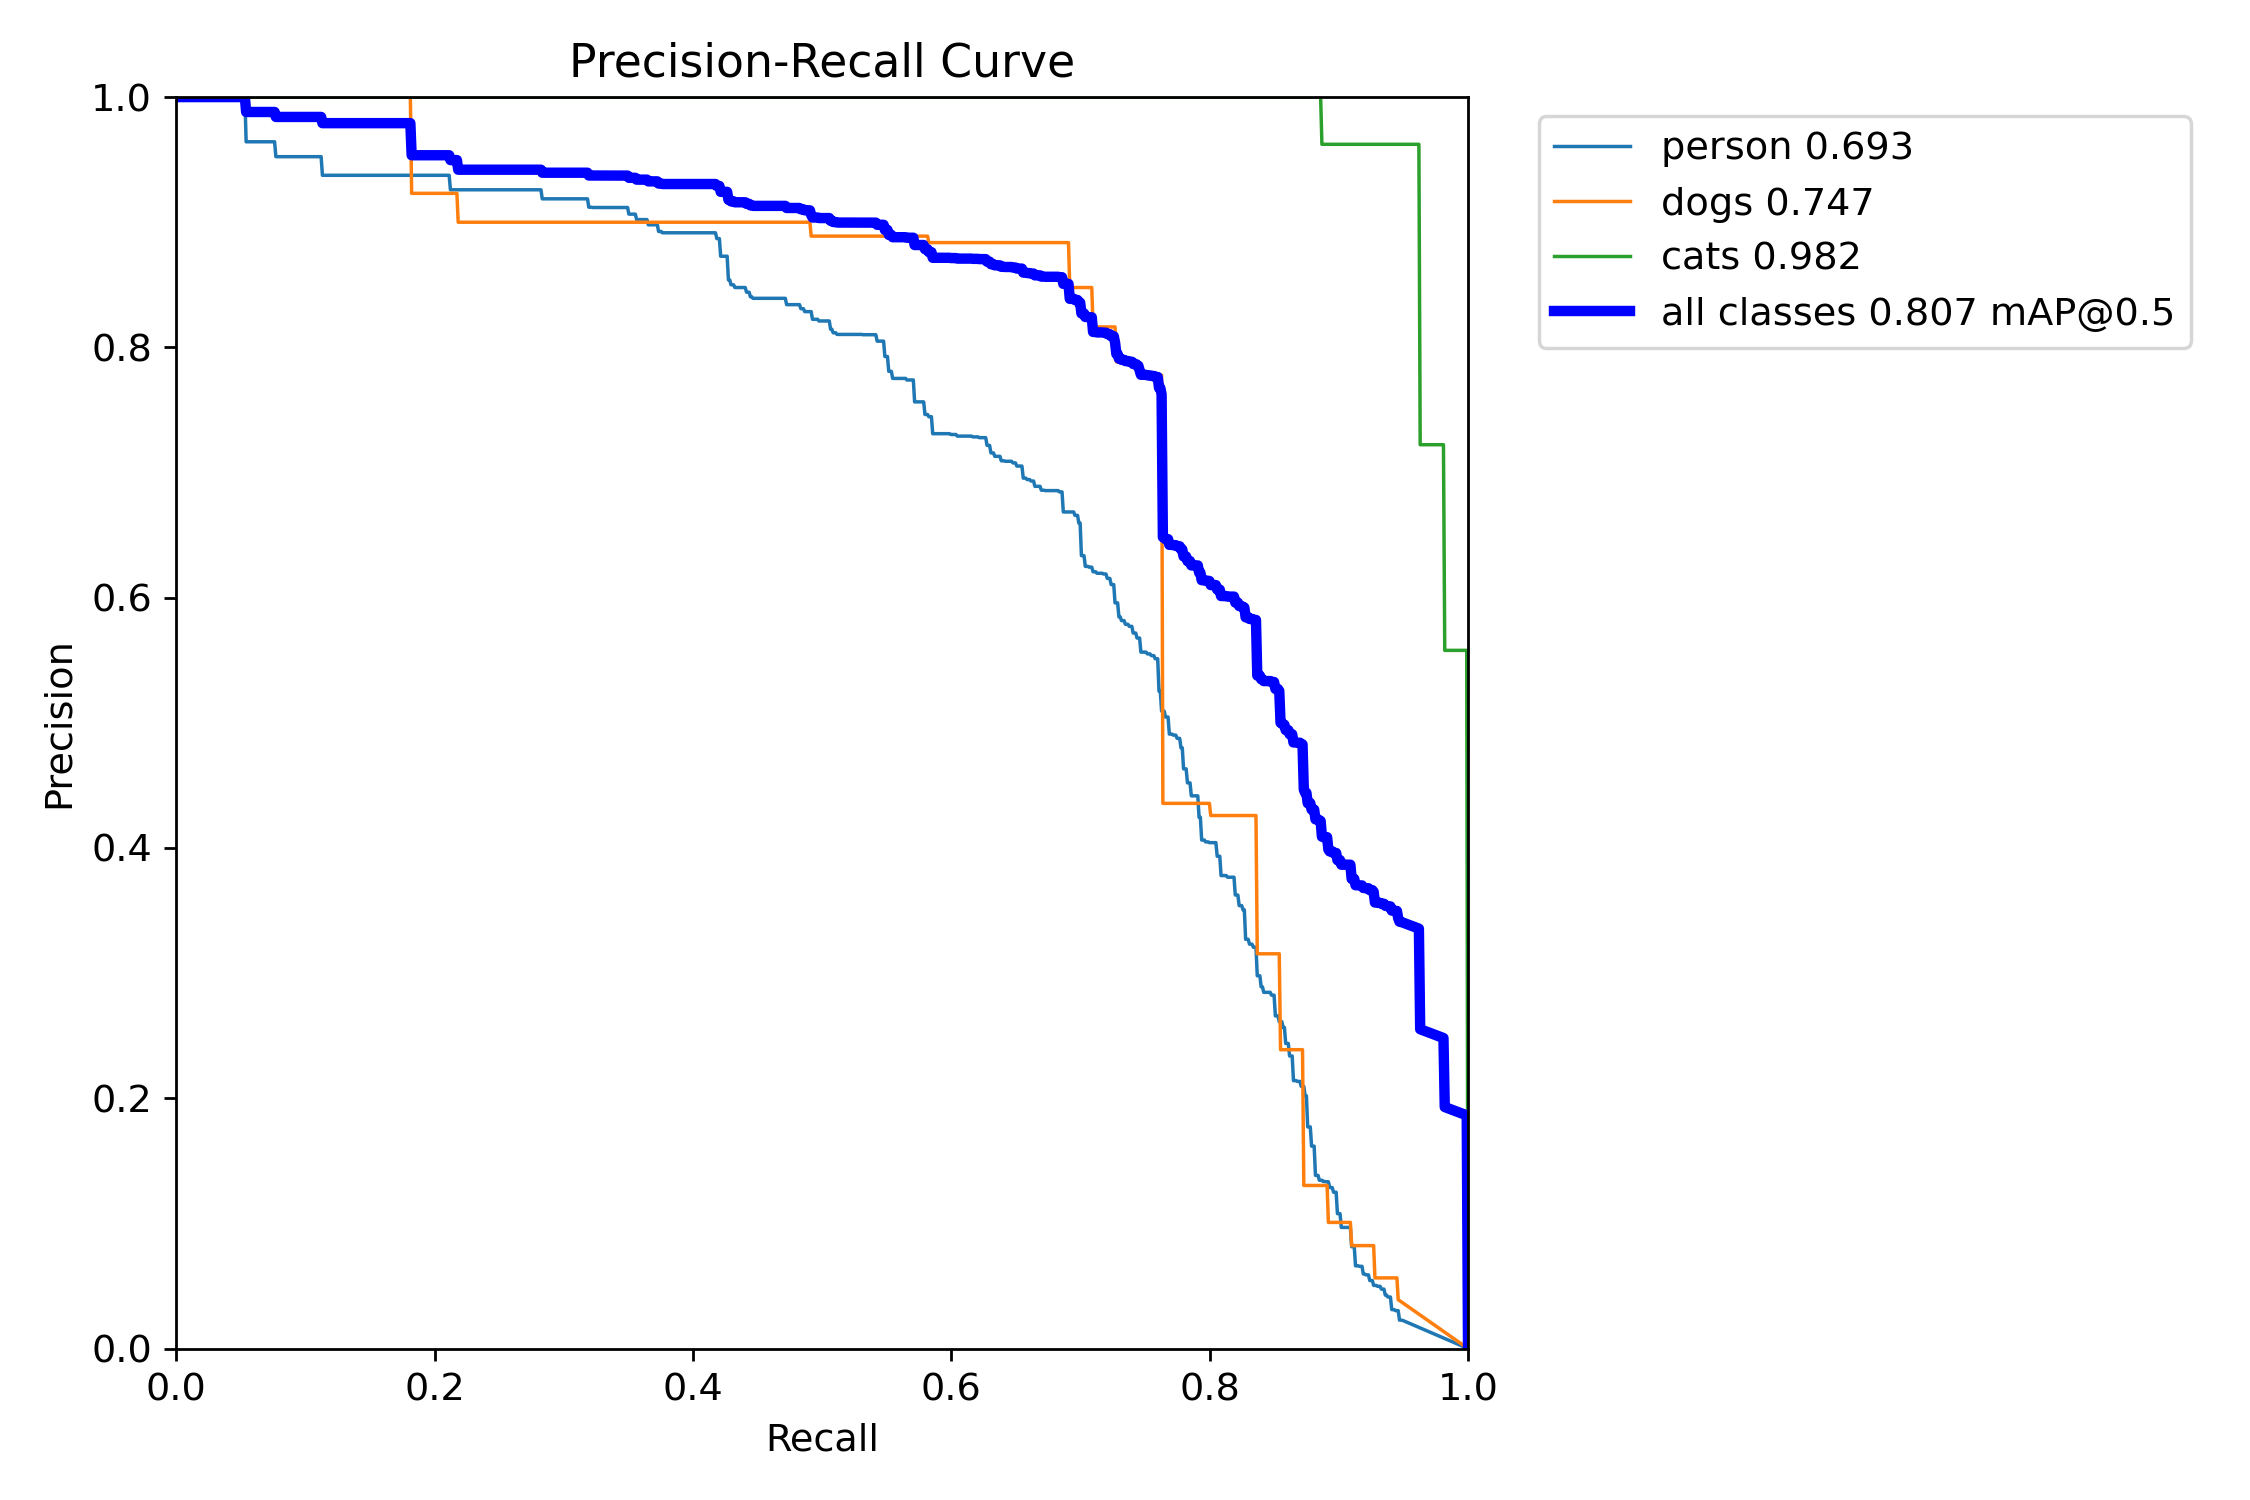 Precision-Recall Curve
1.0
0.8
0.6
0.4
0.2
0.0
Precision
0.0 0.2 0.4 0.6 0.8 1.0
Recall
person 0.693
dogs 0.747
cats 0.982
all classes 0.807 mAP@0.5